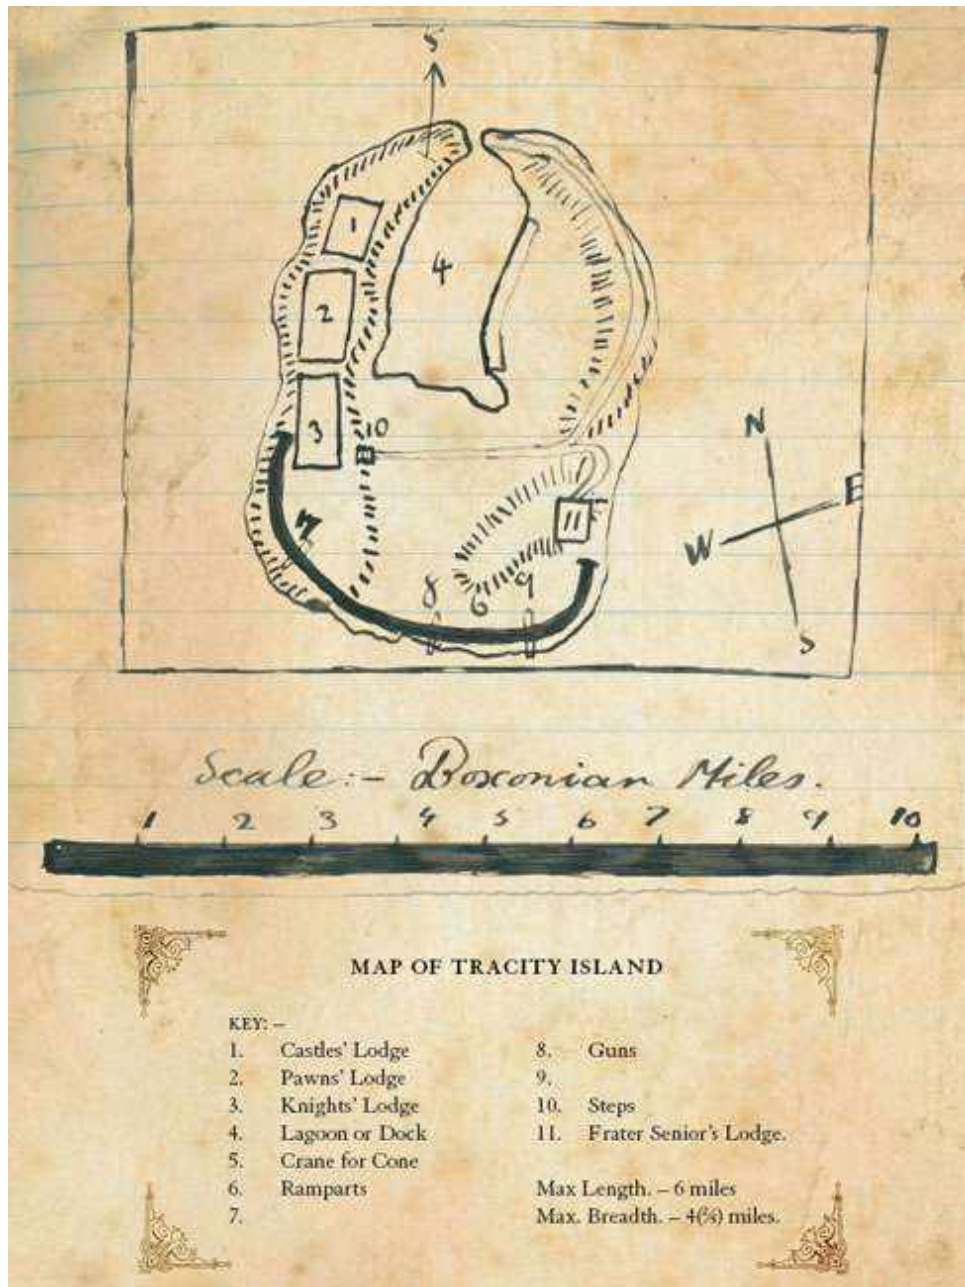 5
1
4
2
10
3
N
E
11
7
W
8
9
6
S
Scale:– Boxonian Miles.
1 2 3 4 5 6 7 8 9 10
MAP OF TRACITY ISLAND
KEY: –
1. Castles' Lodge
2. Pawns' Lodge
3. Knights' Lodge
4. Lagoon or Dock
5. Crane for Cone
6. Ramparts
7.
8. Guns
9.
10. Steps
11. Frater Senior's Lodge.
Max Length. – 6 miles
Max. Breadth. – 4(¾) miles.